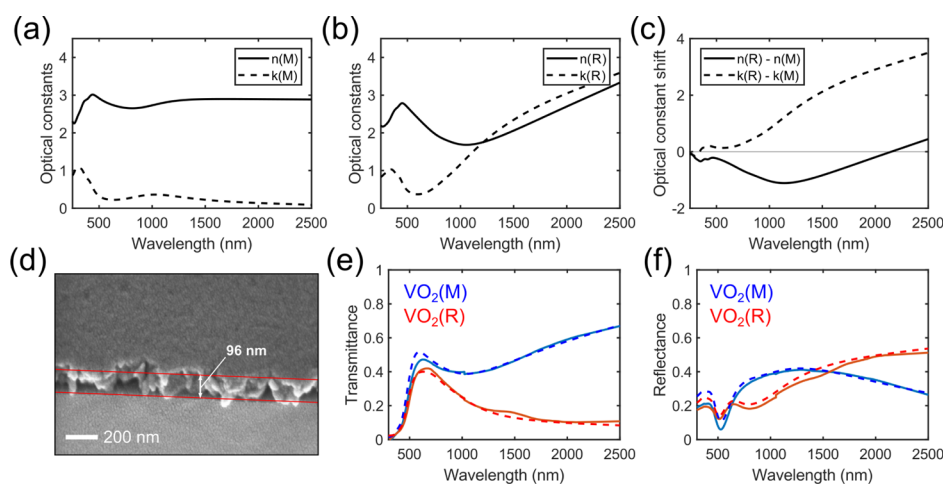 (a)
4
3
2
1
0
Optical constants
n(M)
k(M)
500 1000 1500 2000 2500
Wavelength (nm)
(b)
4
3
2
1
0
Optical constants
n(R)
k(R)
500 1000 1500 2000 2500
Wavelength (nm)
(c)
4
2
0
-2
Optical constant shift
n(R) - n(M)
k(R) - k(M)
500 1000 1500 2000 2500
Wavelength (nm)
(d)
96 nm
200 nm
(e)
1
0.8
0.6
0.4
0.2
0
Transmittance
VO₂(M)
VO₂(R)
500 1000 1500 2000 2500
Wavelength (nm)
(f)
1
0.8
0.6
0.4
0.2
0
Reflectance
VO₂(M)
VO₂(R)
500 1000 1500 2000 2500
Wavelength (nm)